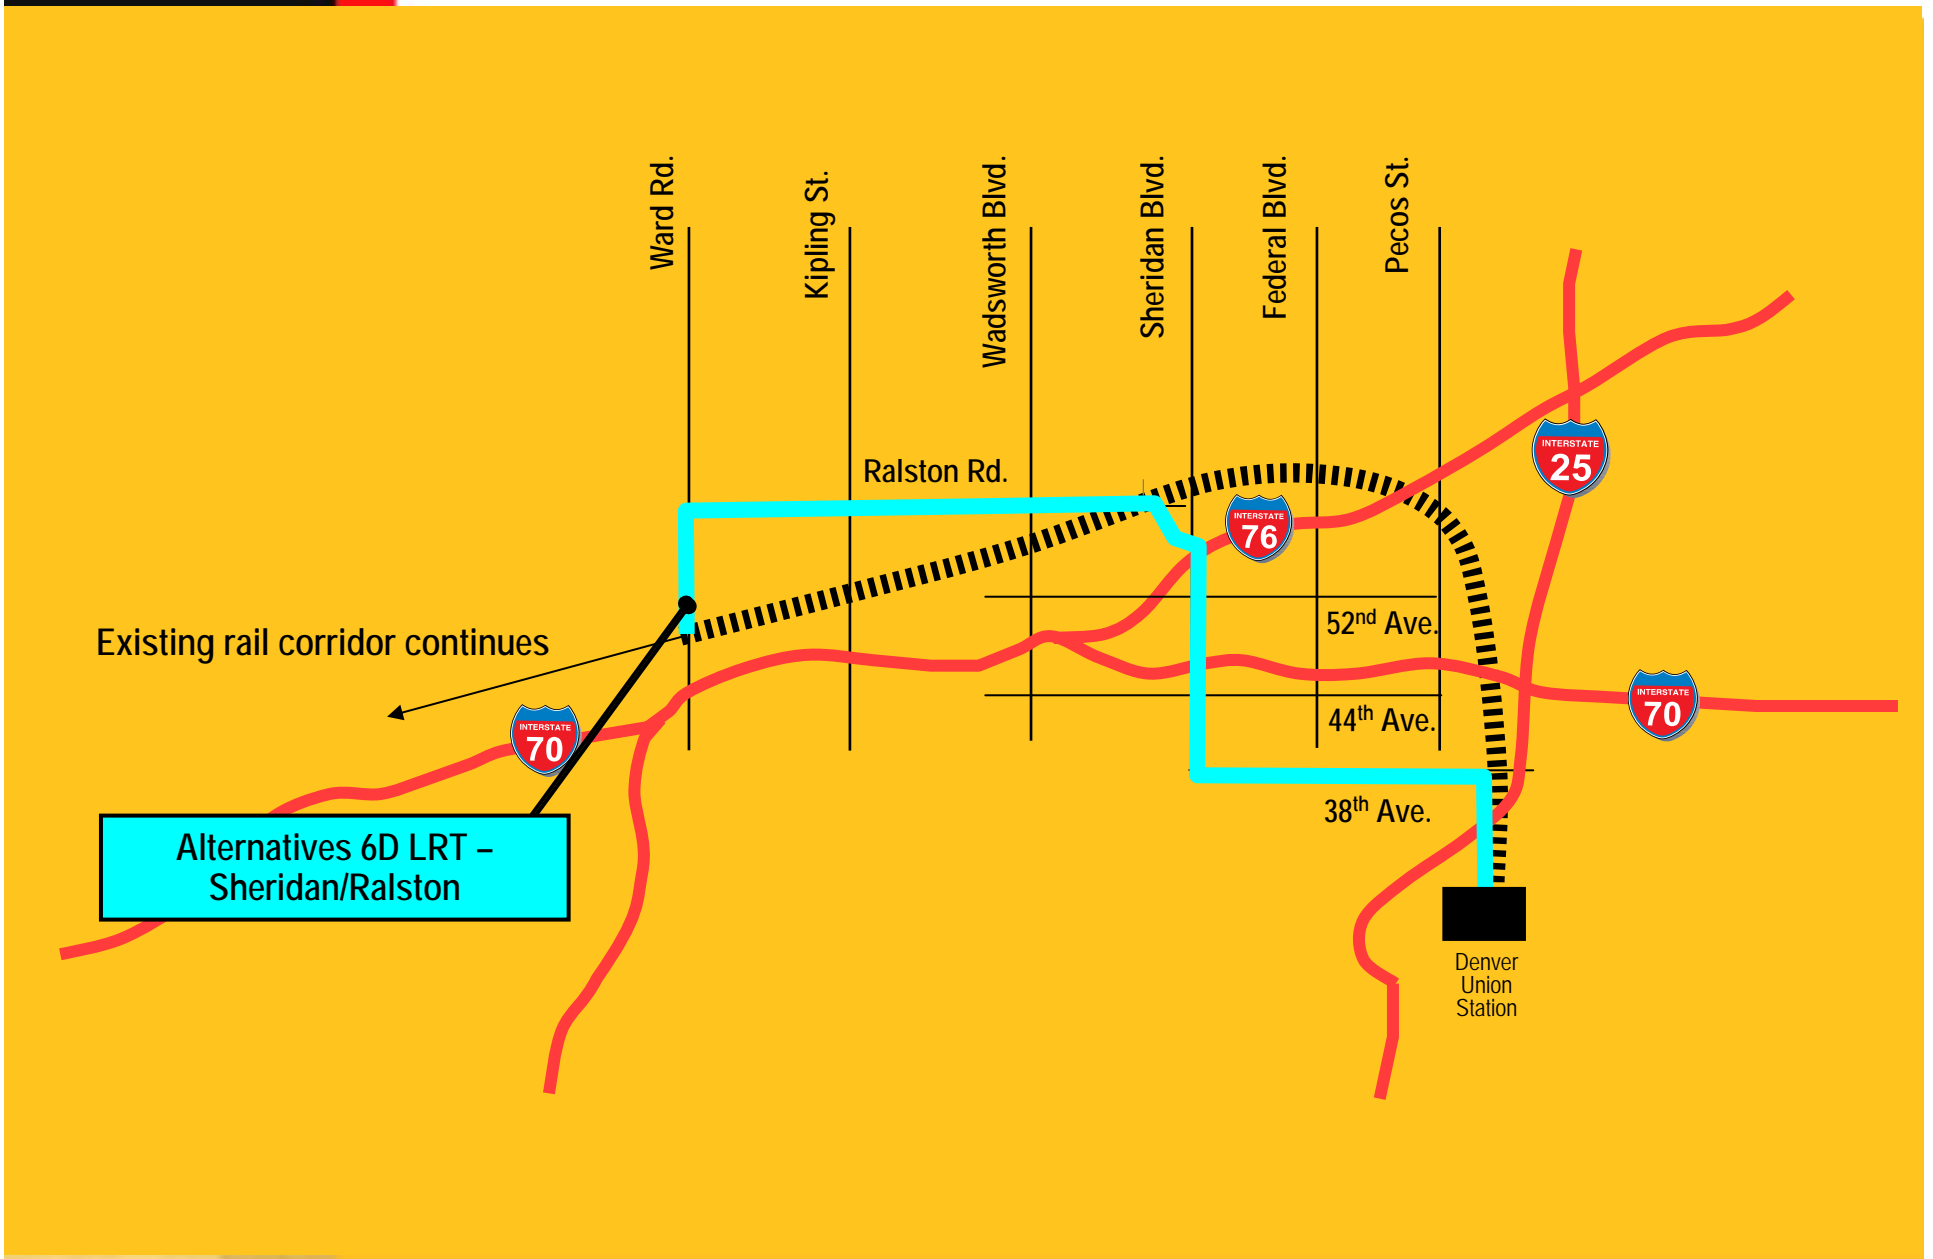 Ward Rd.
Kipling St.
Wadsworth Blvd.
Sheridan Blvd.
Federal Blvd.
Pecos St.
Ralston Rd.
INTERSTATE
25
INTERSTATE
76
52nd Ave.
Existing rail corridor continues
INTERSTATE
70
44th Ave.
INTERSTATE
70
38th Ave.
Alternatives 6D LRT –
Sheridan/Ralston
Denver
Union
Station